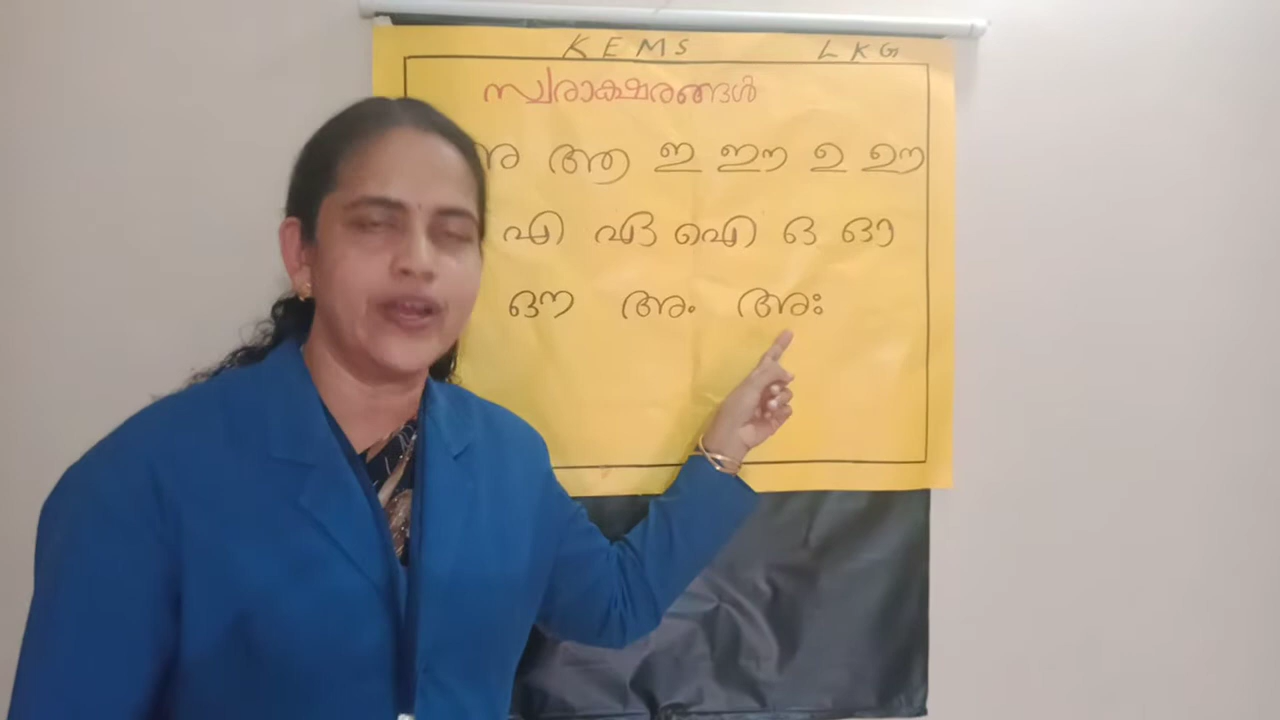 KEMS LKG
സ്വരാക്ഷരങ്ങൾ
അ ആ ഇ ഈ ഉ ഊ
എ ഏ ഐ ഒ ഓ
ഔ അം അഃ